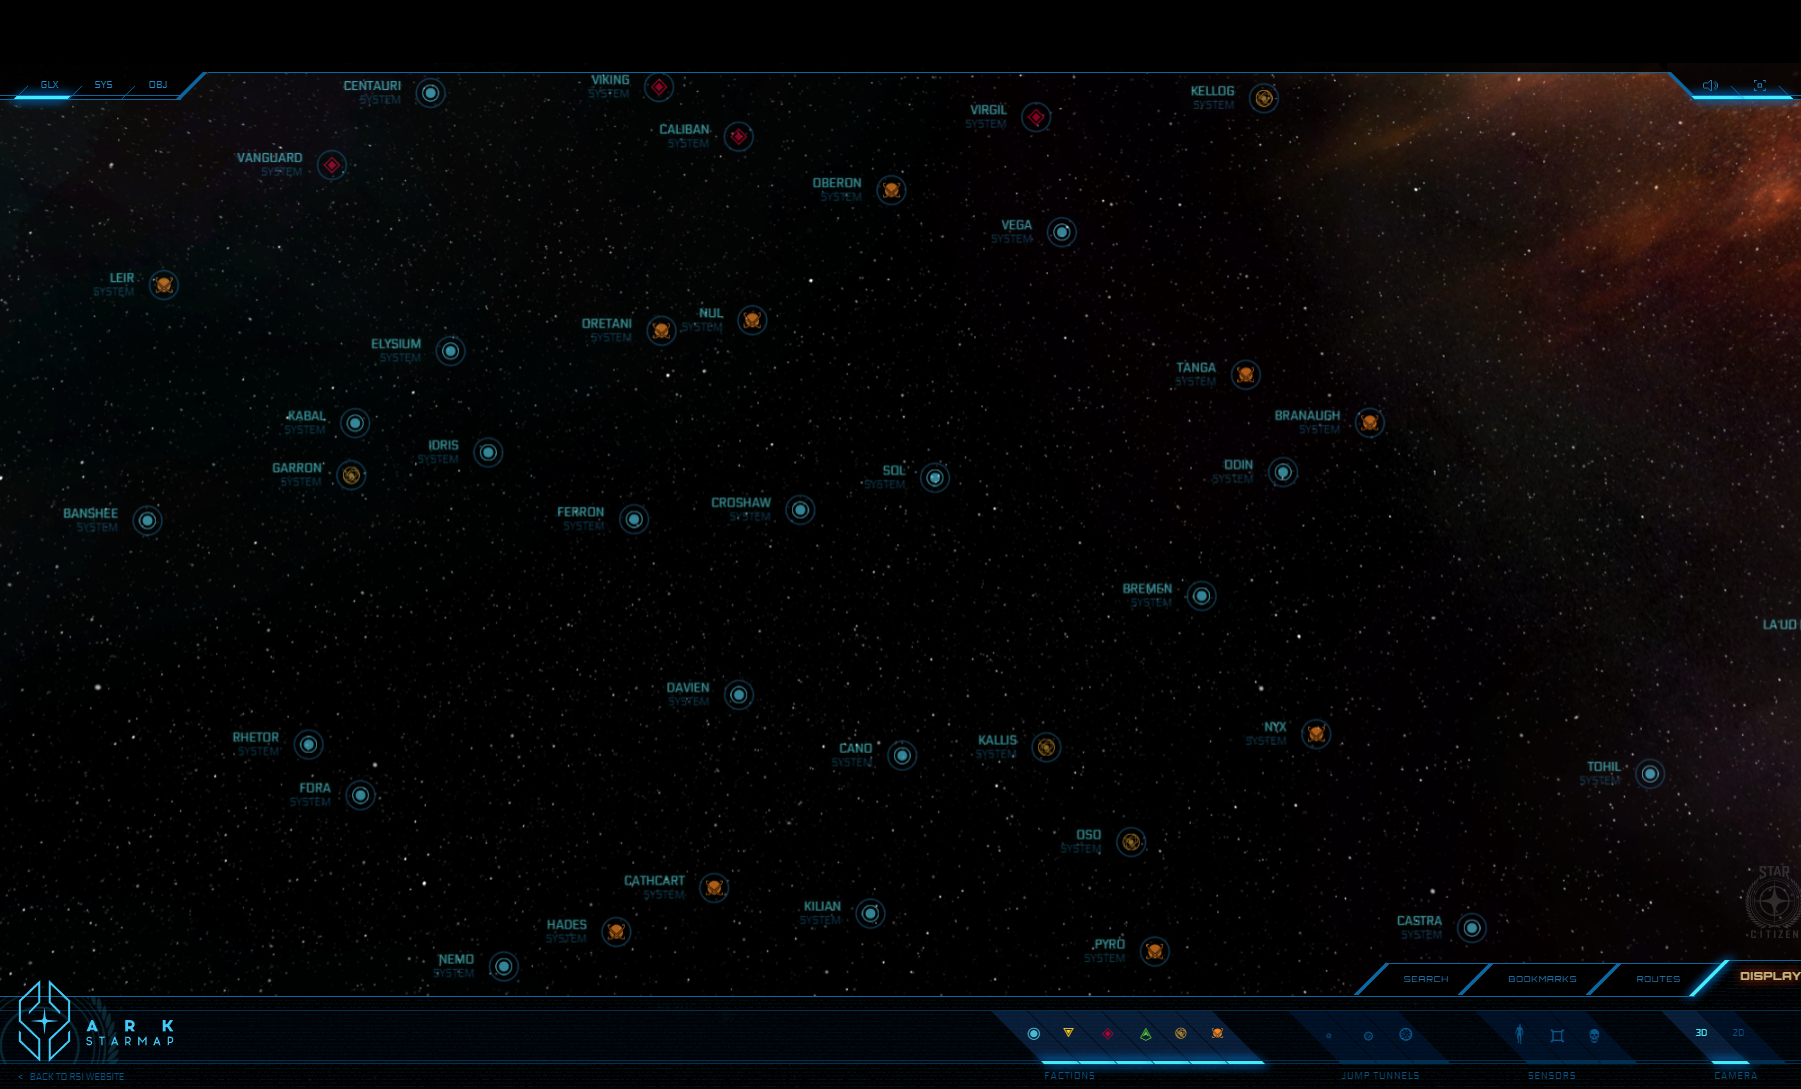 GLX SYS OBJ
CENTAURI
SYSTEM
VIKING
SYSTEM
KELLOG
SYSTEM
VIRGIL
SYSTEM
CALIBAN
SYSTEM
VANGUARD
SYSTEM
OBERON
SYSTEM
VEGA
SYSTEM
LEIR
SYSTEM
NUL
SYSTEM
ORETANI
SYSTEM
ELYSIUM
SYSTEM
TANGA
SYSTEM
KABAL
SYSTEM
BRANAUGH
SYSTEM
IDRIS
SYSTEM
GARRON
SYSTEM
SOL
SYSTEM
ODIN
SYSTEM
BANSHEE
SYSTEM
FERRON
SYSTEM
CROSHAW
SYSTEM
BREMEN
SYSTEM
LA'UD
DAVIEN
SYSTEM
RHETOR
SYSTEM
CANO
SYSTEM
KALLIS
SYSTEM
NYX
SYSTEM
TOHIL
SYSTEM
FORA
SYSTEM
OSO
SYSTEM
CATHCART
SYSTEM
STAR
CITIZEN
KILIAN
SYSTEM
HADES
SYSTEM
CASTRA
SYSTEM
PYRO
SYSTEM
NEMO
SYSTEM
SEARCH BOOKMARKS ROUTES DISPLAY
ARK
STARMAP
3D 2D
FACTIONS JUMP TUNNELS SENSORS CAMERA
< BACK TO RSI WEBSITE